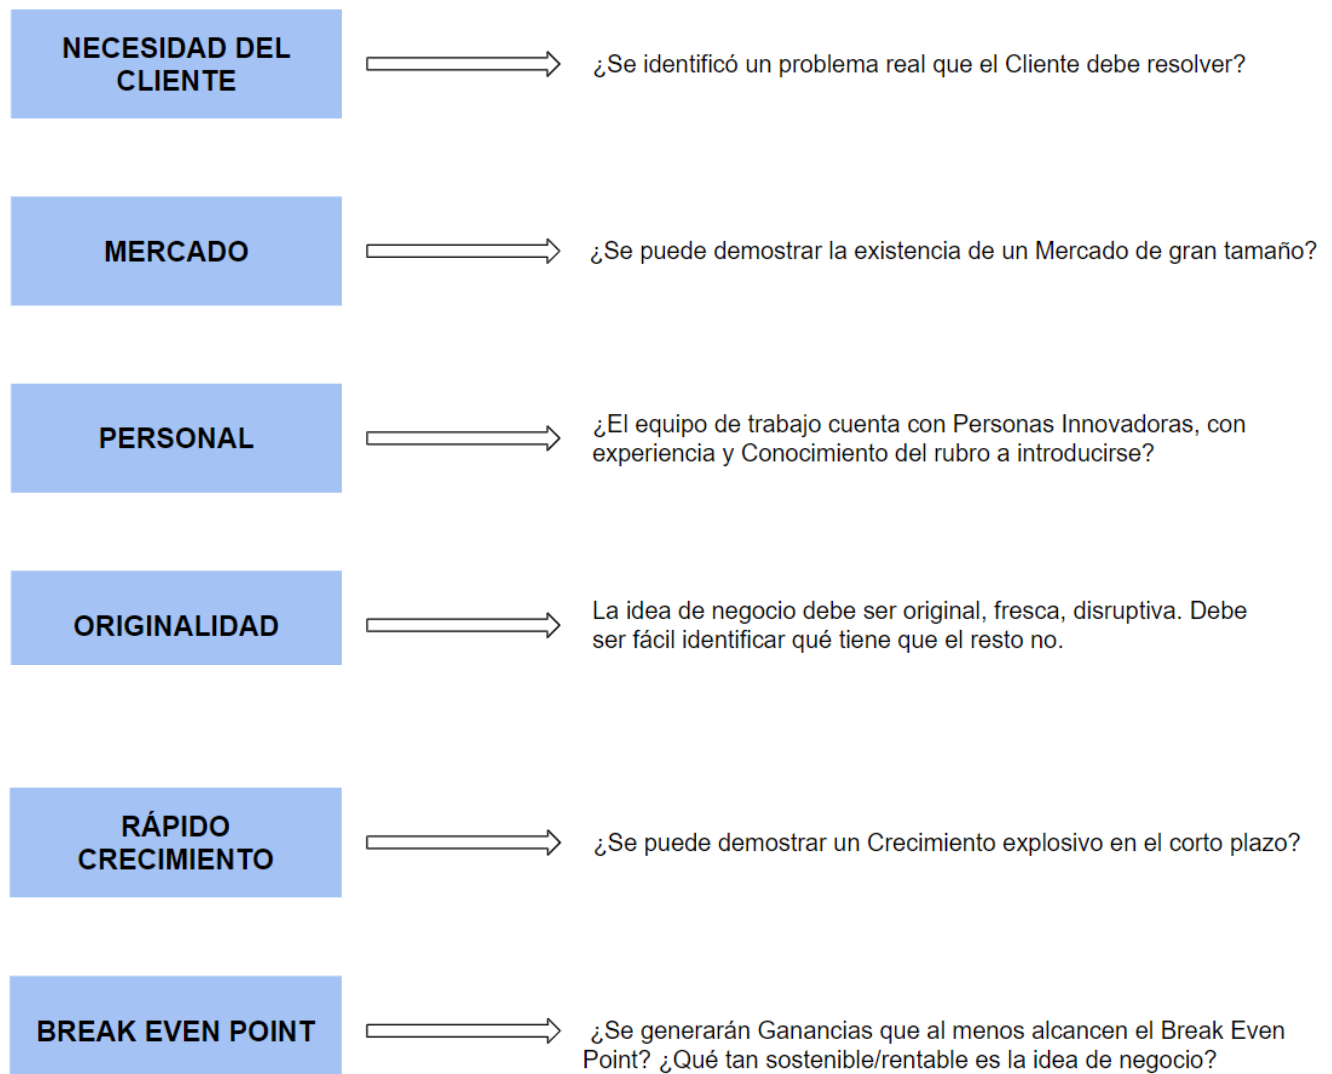 NECESIDAD DEL
CLIENTE
¿Se identificó un problema real que el Cliente debe resolver?
MERCADO
¿Se puede demostrar la existencia de un Mercado de gran tamaño?
PERSONAL
¿El equipo de trabajo cuenta con Personas Innovadoras, con
experiencia y Conocimiento del rubro a introducirse?
ORIGINALIDAD
La idea de negocio debe ser original, fresca, disruptiva. Debe
ser fácil identificar qué tiene que el resto no.
RÁPIDO
CRECIMIENTO
¿Se puede demostrar un Crecimiento explosivo en el corto plazo?
BREAK EVEN POINT
¿Se generarán Ganancias que al menos alcancen el Break Even
Point? ¿Qué tan sostenible/rentable es la idea de negocio?